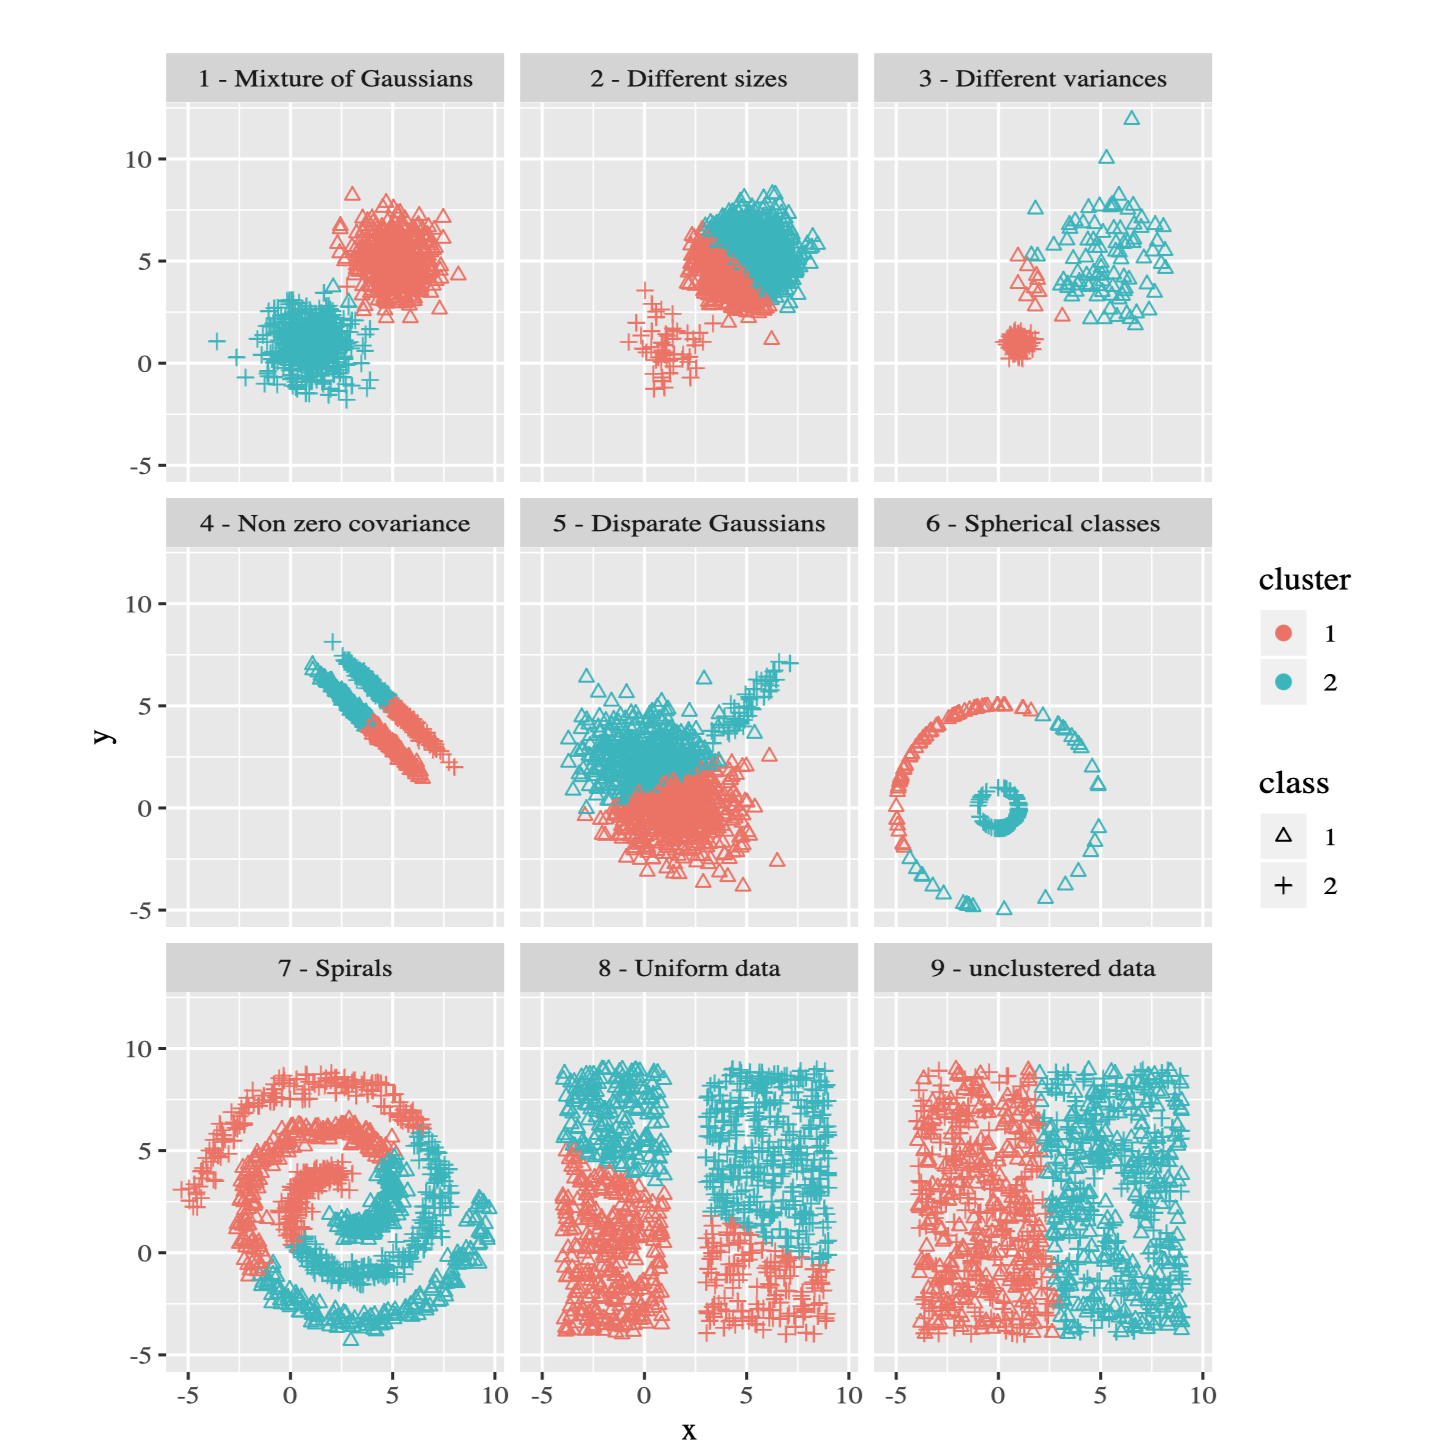 1 - Mixture of Gaussians
2 - Different sizes
3 - Different variances
10
5
0
-5
4 - Non zero covariance
5 - Disparate Gaussians
6 - Spherical classes
10
5
0
-5
y
cluster
1
2
class
1
2
7 - Spirals
8 - Uniform data
9 - unclustered data
10
5
0
-5
-5 0 5 10 -5 0 5 10 -5 0 5 10
x